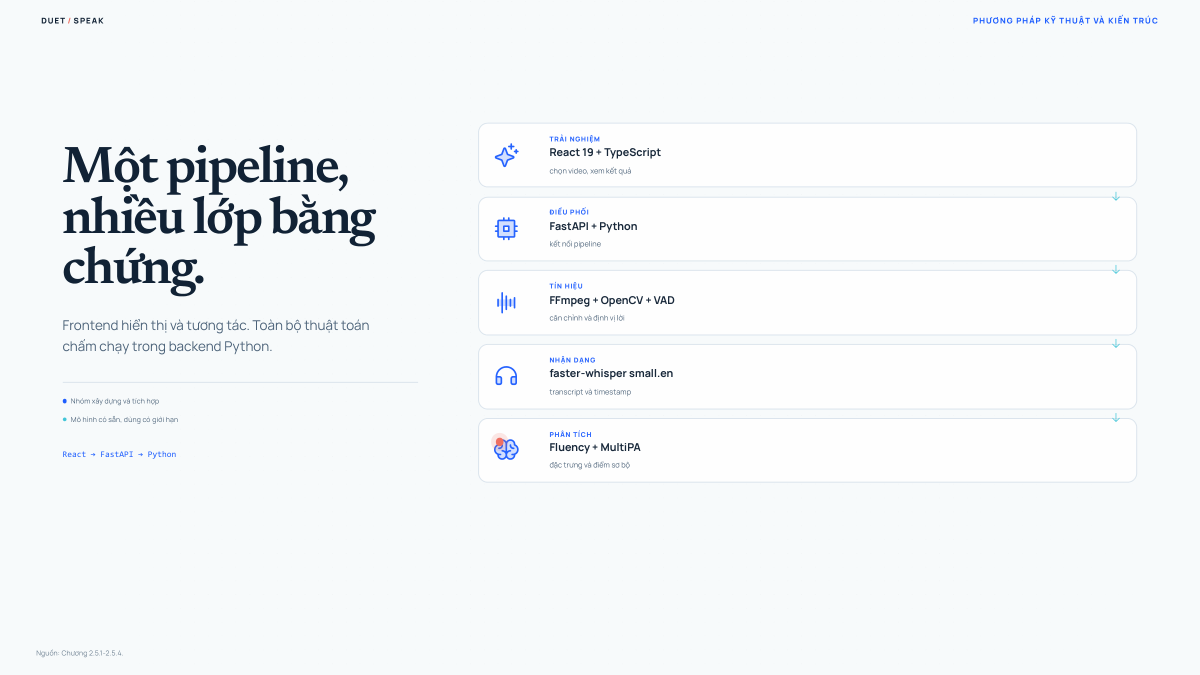 DUET / SPEAK
PHƯƠNG PHÁP KỸ THUẬT VÀ KIẾN TRÚC
Một pipeline,
nhiều lớp bằng
chứng.
Frontend hiển thị và tương tác. Toàn bộ thuật toán
chấm chạy trong backend Python.
Nhóm xây dựng và tích hợp
Mô hình có sẵn, dùng có giới hạn
React → FastAPI → Python
TRẢI NGHIỆM
React 19 + TypeScript
chọn video, xem kết quả
ĐIỀU PHỐI
FastAPI + Python
kết nối pipeline
TÍN HIỆU
FFmpeg + OpenCV + VAD
căn chỉnh và định vị lời
NHẬN DẠNG
faster-whisper small.en
transcript và timestamp
PHÂN TÍCH
Fluency + MultiPA
đặc trưng và điểm sơ bộ
Nguồn: Chương 2.5.1-2.5.4.